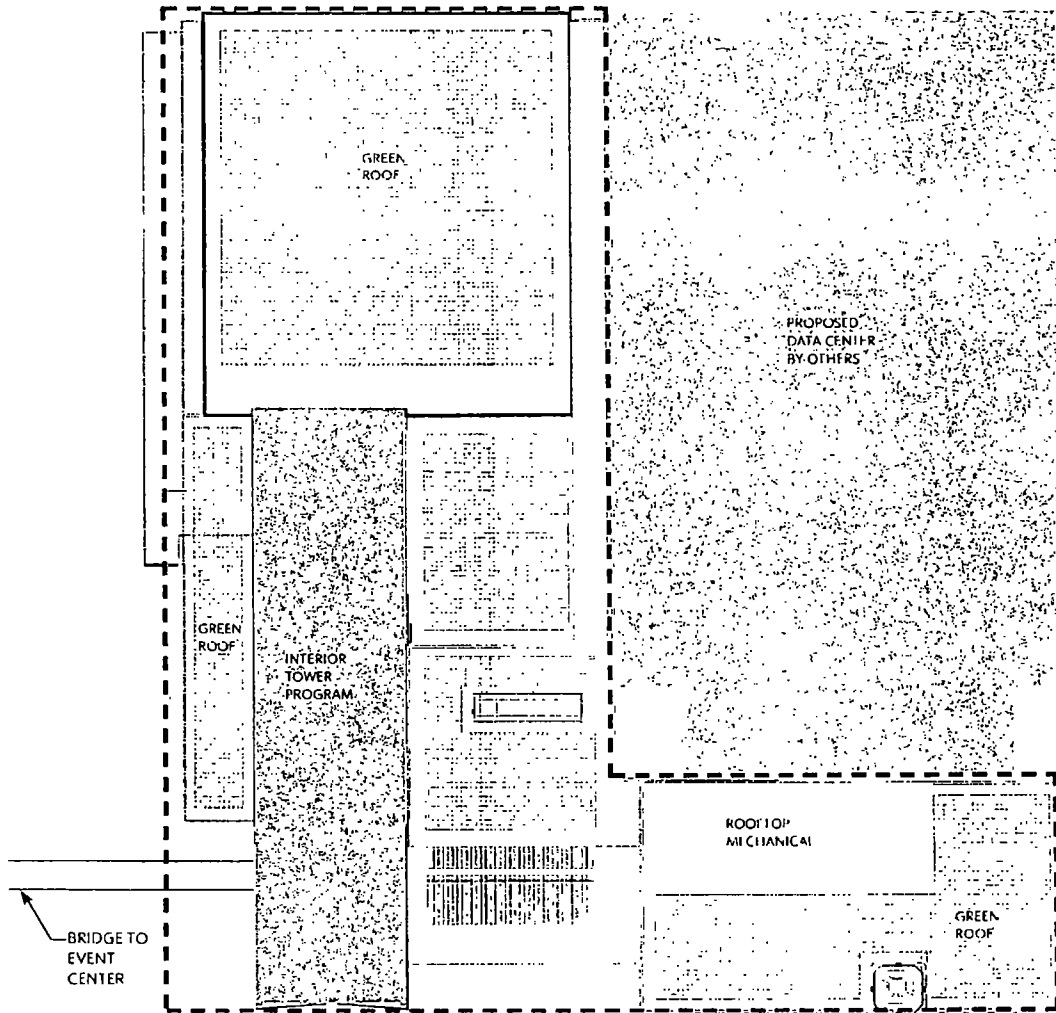 GREEN
ROOF
PROPOSED
DATA CENTER
BY OTHERS
GREEN
ROOF
INTERIOR
TOWER
PROGRAM
ROOFTOP
MECHANICAL
GREEN
ROOF
BRIDGE TO
EVENT
CENTER